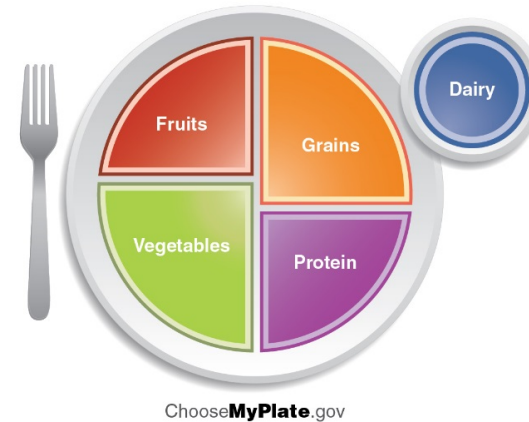 Fruits
Grains
Dairy
Vegetables
Protein
ChooseMyPlate.gov